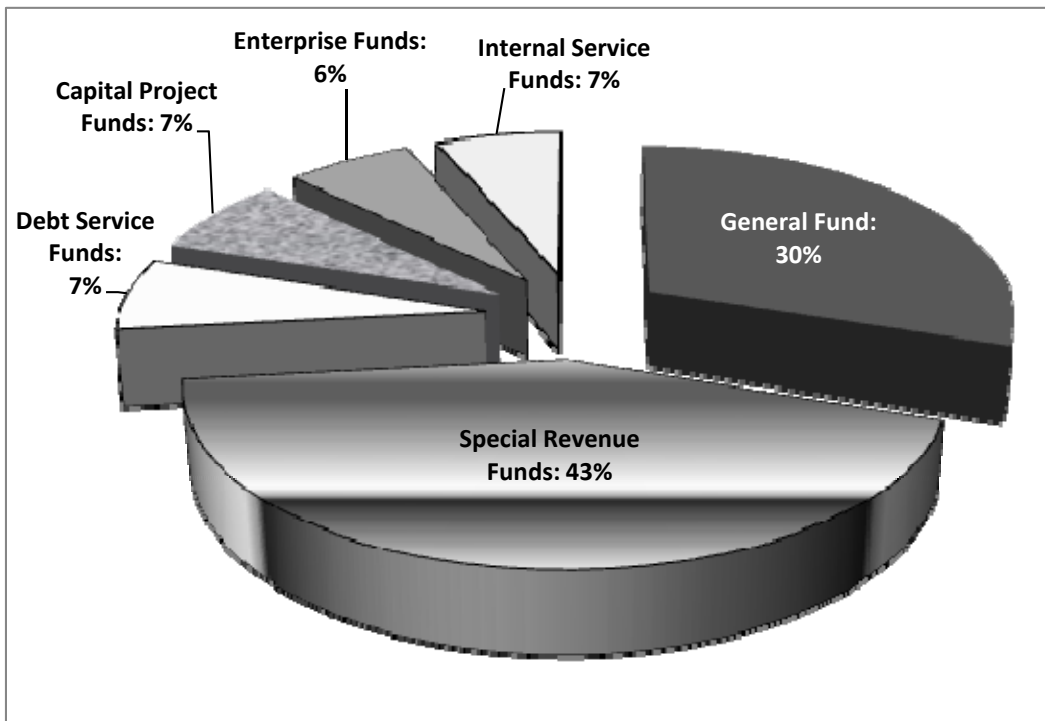 Enterprise Funds:
6%
Internal Service
Funds: 7%
Capital Project
Funds: 7%
Debt Service
Funds:
7%
General Fund:
30%
Special Revenue
Funds: 43%